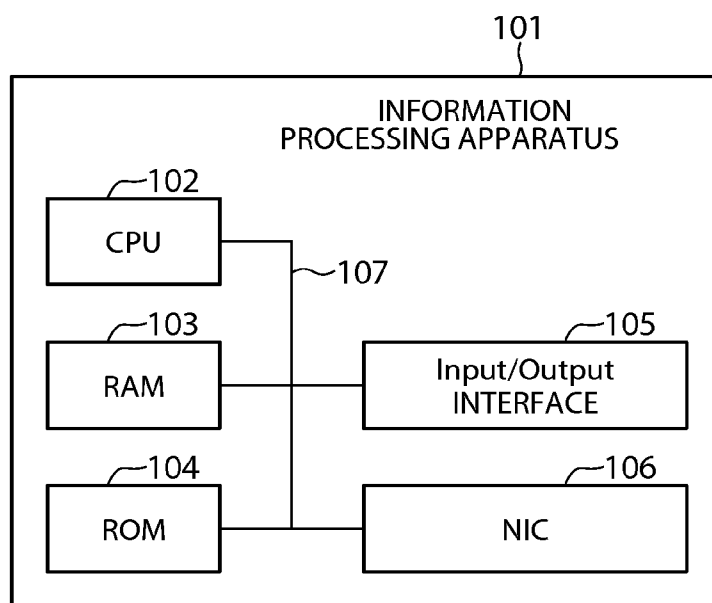 101
INFORMATION
PROCESSING APPARATUS
102
CPU
107
103
RAM
105
Input/Output
INTERFACE
104
ROM
106
NIC